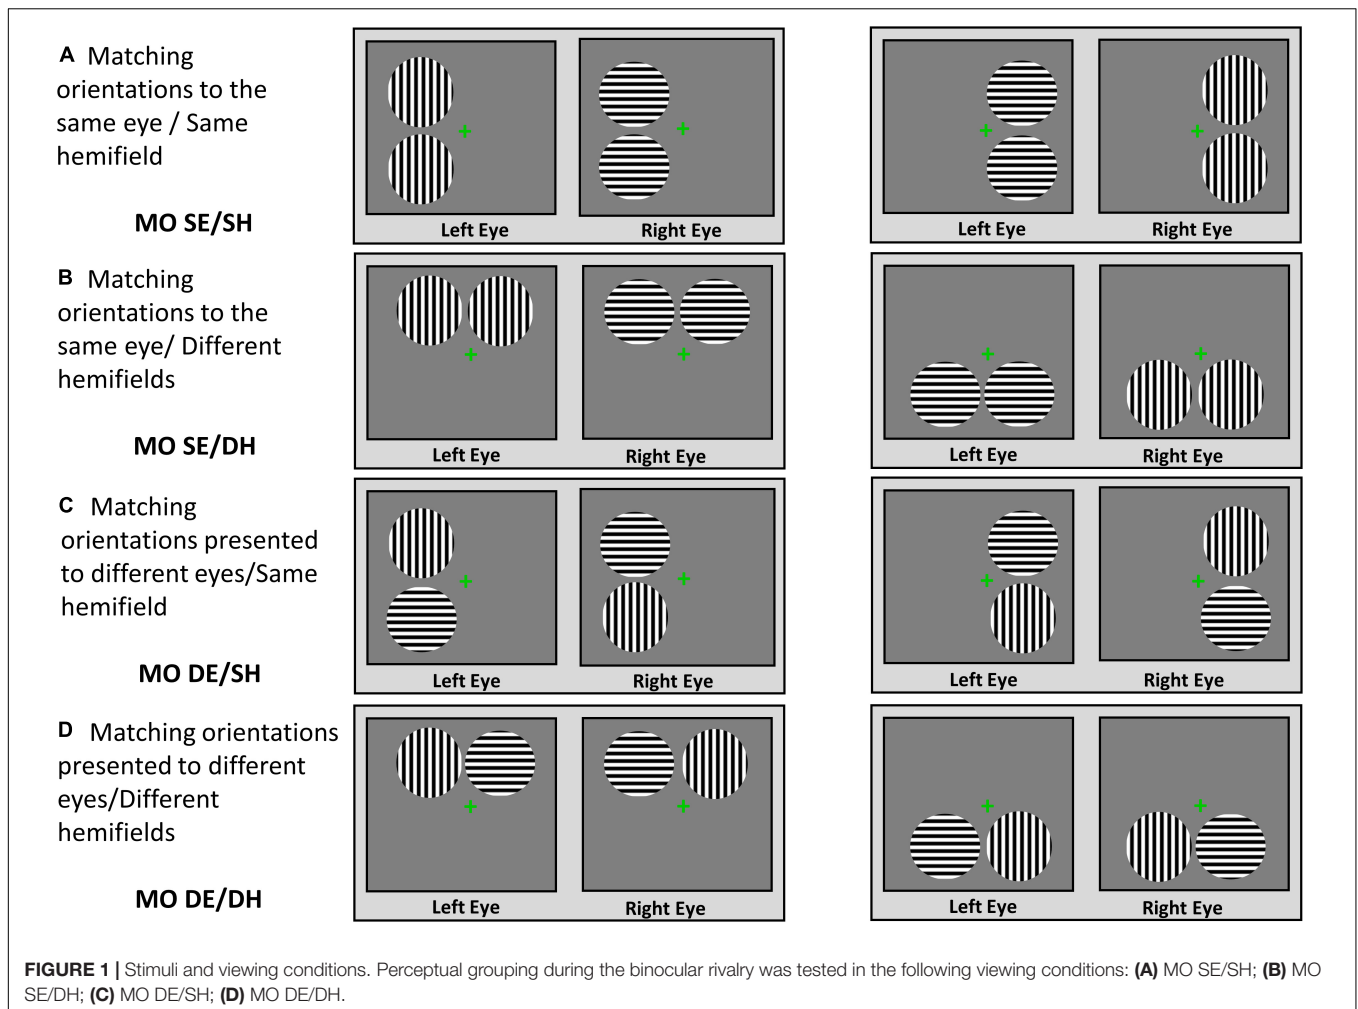 A Matching
orientations to the
same eye / Same
hemifield
MO SE/SH
Left Eye
Right Eye
Left Eye
Right Eye
B Matching
orientations to the
same eye/ Different
hemifields
MO SE/DH
Left Eye
Right Eye
Left Eye
Right Eye
C Matching
orientations presented
to different eyes/Same
hemifield
MO DE/SH
Left Eye
Right Eye
Left Eye
Right Eye
D Matching orientations
presented to different
eyes/Different
hemifields
MO DE/DH
Left Eye
Right Eye
Left Eye
Right Eye
FIGURE 1 | Stimuli and viewing conditions. Perceptual grouping during the binocular rivalry was tested in the following viewing conditions: (A) MO SE/SH; (B) MO
SE/DH; (C) MO DE/SH; (D) MO DE/DH.